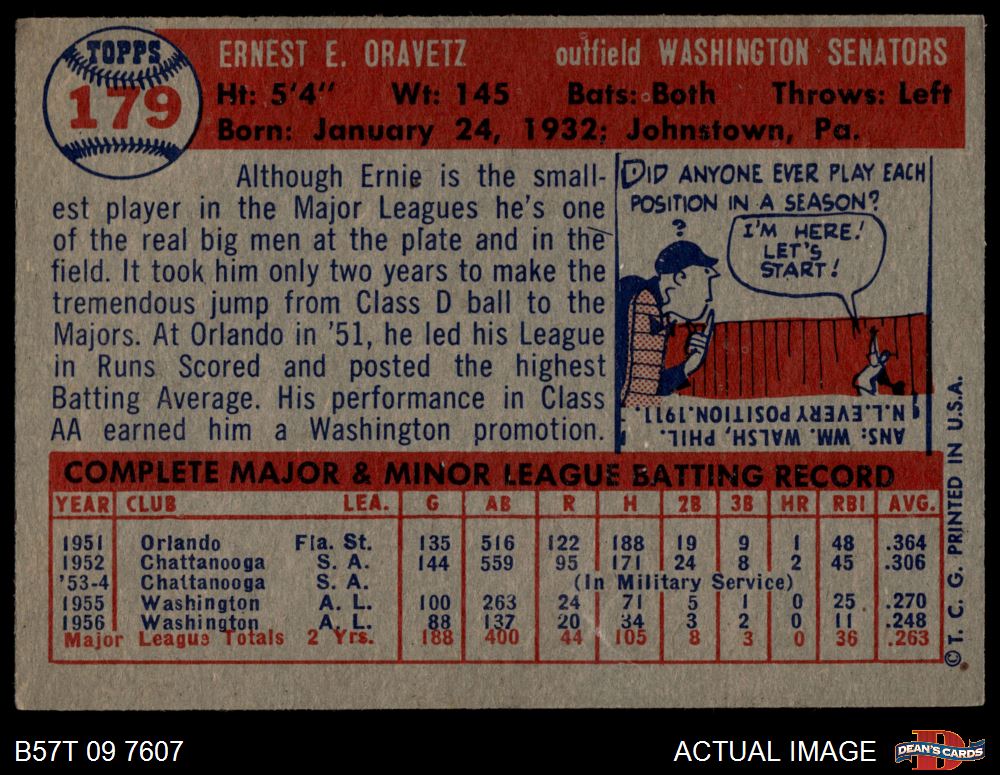 TOPPS
179
ERNEST E. ORAVETZ outfield WASHINGTON SENATORS
Ht: 5'4" Wt: 145 Bats: Both Throws: Left
Born: January 24, 1932; Johnstown, Pa.
Although Ernie is the small-
est player in the Major Leagues he's one
of the real big men at the plate and in the
field. It took him only two years to make the
tremendous jump from Class D ball to the
Majors. At Orlando in '51, he led his League
in Runs Scored and posted the highest
Batting Average. His performance in Class
AA earned him a Washington promotion.
DID ANYONE EVER PLAY EACH
POSITION IN A SEASON?
?
I'M HERE!
LET'S
START!
ANS: WM. WALSH, PHIL.
N.L. EVERY POSITION. 1911.
COMPLETE MAJOR & MINOR LEAGUE BATTING RECORD
YEAR CLUB LEA. G AB R H 2B 3B HR RBI AVG.
1951 Orlando Fla. St. 135 516 122 188 19 9 1 48 .364
1952 Chattanooga S. A. 144 559 95 171 24 8 2 45 .306
'53-4 Chattanooga S. A. (In Military Service)
1955 Washington A. L. 100 263 24 71 5 1 0 25 .270
1956 Washington A. L. 88 137 20 34 3 2 0 11 .248
Major League Totals 2 Yrs. 188 400 44 105 8 3 0 36 .263
© T. C. G. PRINTED IN U.S.A.
B57T 09 7607
ACTUAL IMAGE
DEAN'S CARDS